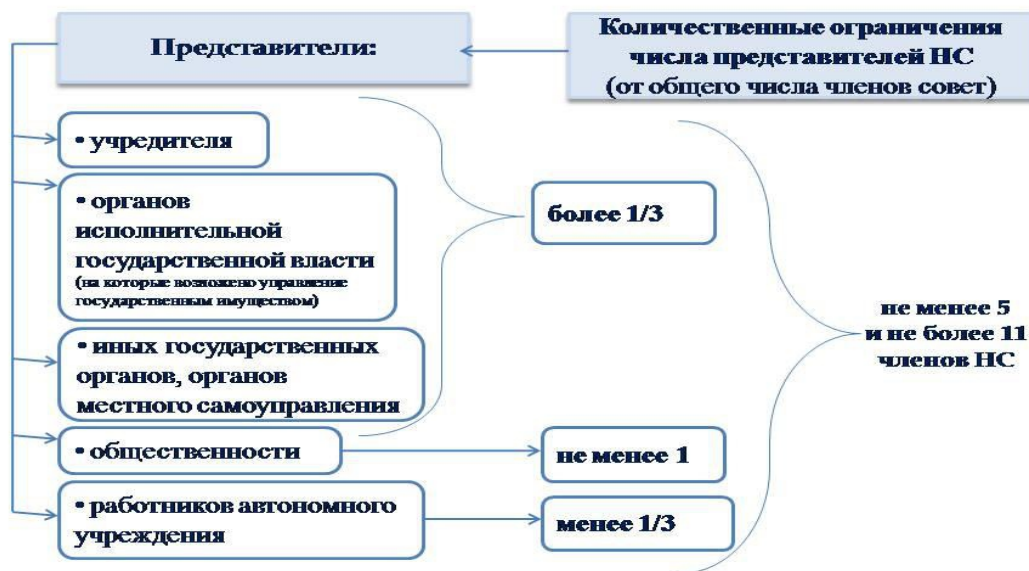 Представители:
Количественные ограничения
числа представителей НС
(от общего числа членов совет)
• учредителя
• органов
исполнительной
государственной власти
(на которые возложено управление
государственным имуществом)
• иных государственных
органов, органов
местного самоуправления
• общественности
• работников автономного
учреждения
более 1/3
не менее 1
менее 1/3
не менее 5
и не более 11
членов НС